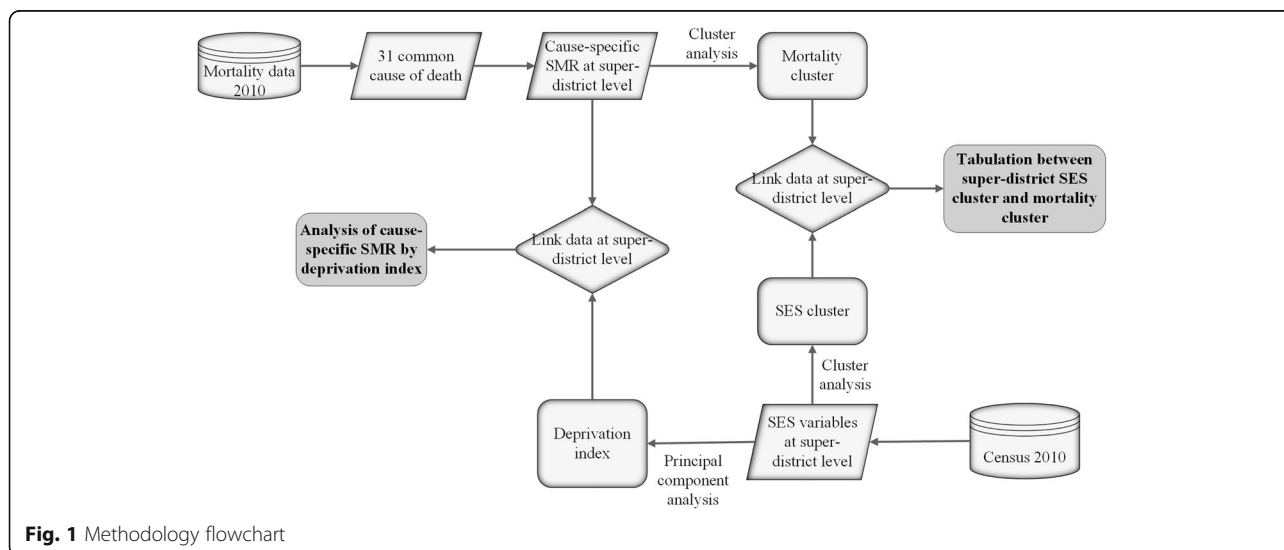 Mortality data
2010
31 common
cause of death
Cause-specific
SMR at super-
district level
Cluster
analysis
Mortality
cluster
Link data at super-
district level
Tabulation between
super-district SES
cluster and mortality
cluster
Analysis of cause-
specific SMR by
deprivation index
Link data at super-
district level
SES cluster
Cluster
analysis
Deprivation
index
Principal
component
analysis
SES variables
at super-
district level
Census 2010
Fig. 1 Methodology flowchart